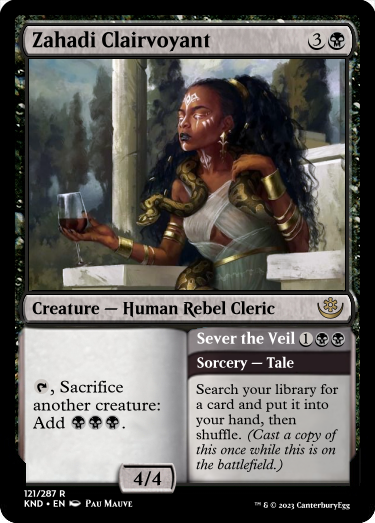 Zahadi Clairvoyant 3
Creature — Human Rebel Cleric
, Sacrifice
another creature:
Add .
Sever the Veil 1
Sorcery — Tale
Search your library for
a card and put it into
your hand, then
shuffle. (Cast a copy of
this once while this is
on the battlefield.)
4/4
121/287 R
KND • EN Pau Mauve
™ & © 2023 CanterburyEgg